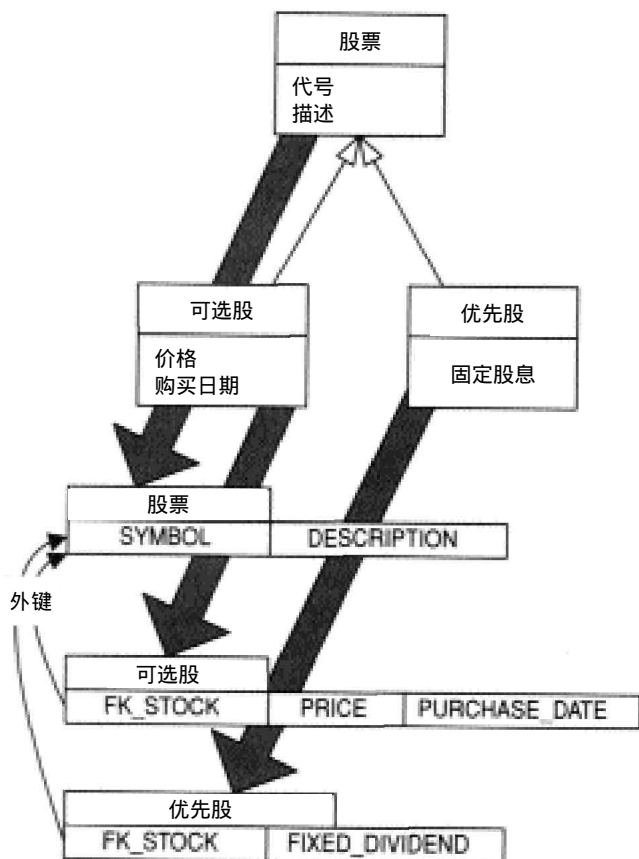 股票
代号
描述
可选股
价格
购买日期
优先股
固定股息
股票
SYMBOL
DESCRIPTION
外键
可选股
FK_STOCK
PRICE
PURCHASE_DATE
优先股
FK_STOCK
FIXED_DIVIDEND